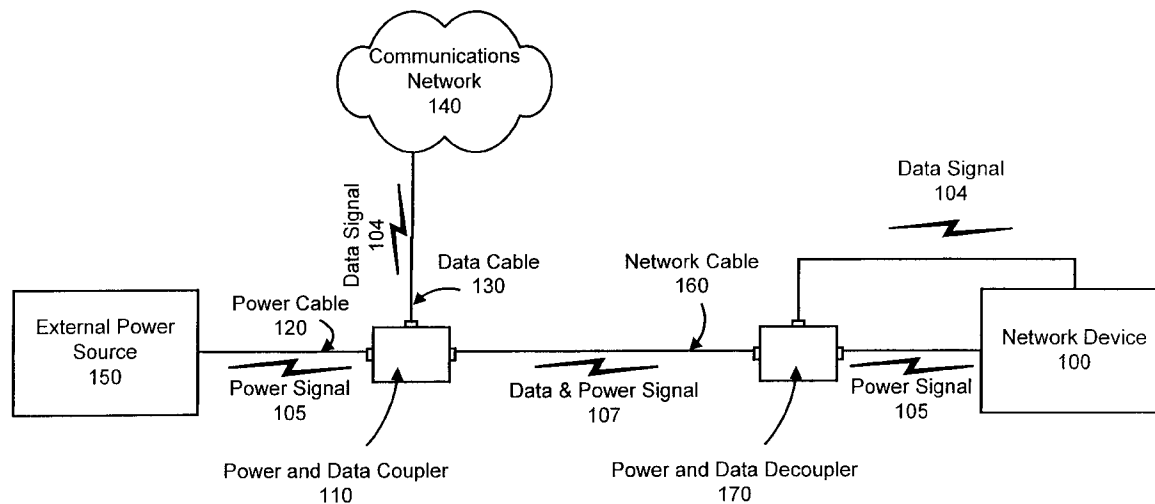 Communications
Network
140
Data Signal
104
Data Signal
104
Data Cable
130
Network Cable
160
Power Cable
120
External Power
Source
150
Network Device
100
Power Signal
105
Data & Power Signal
107
Power Signal
105
Power and Data Coupler
110
Power and Data Decoupler
170